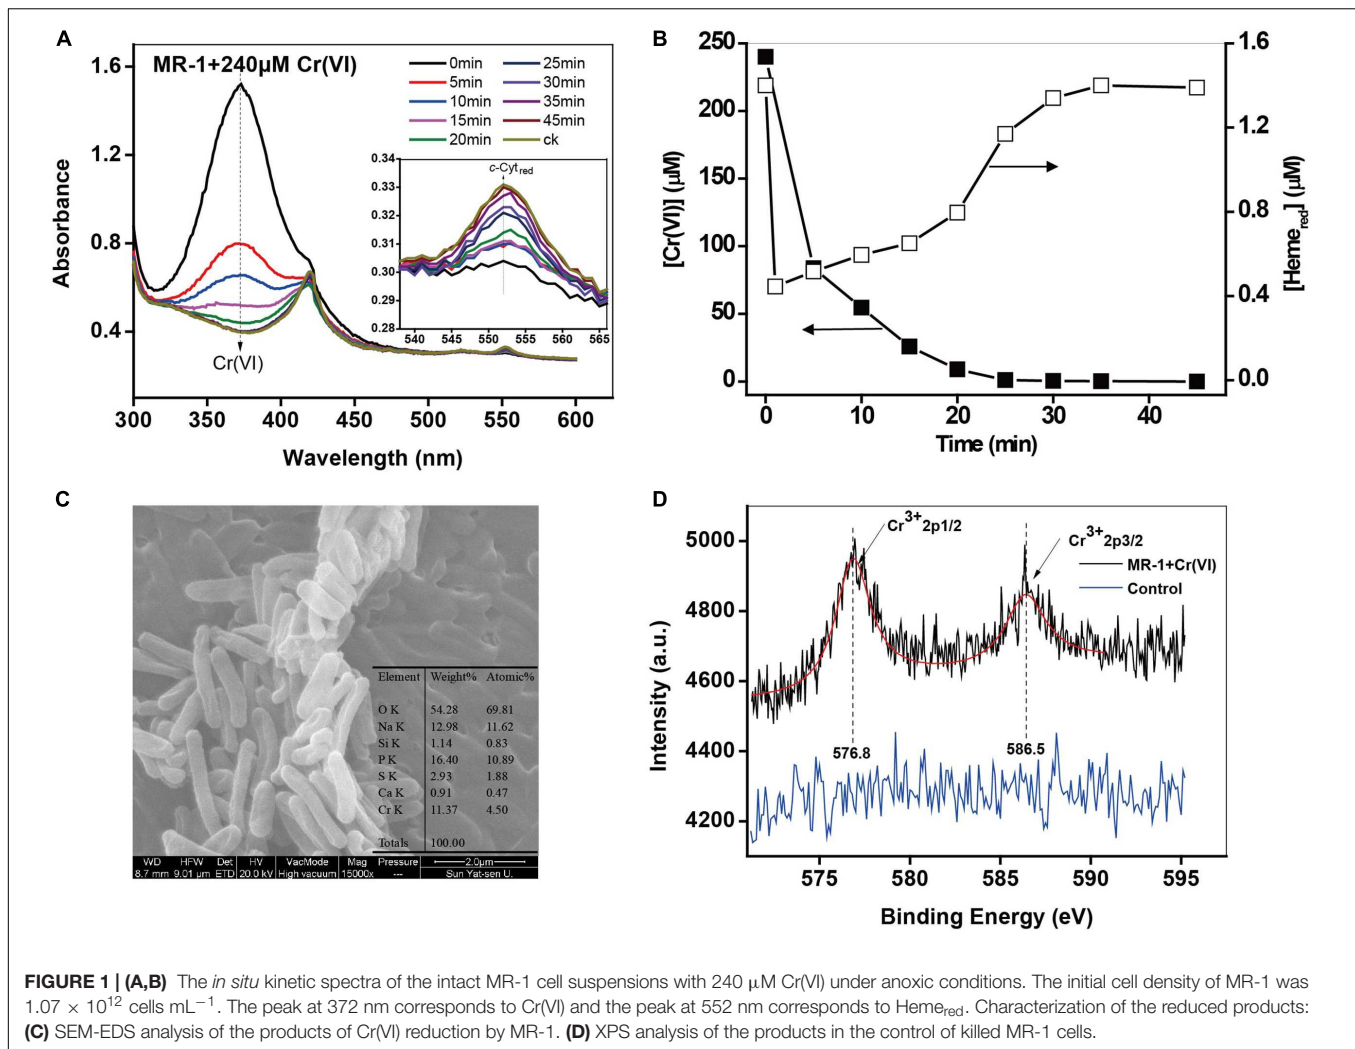 A
MR-1+240μM Cr(VI)
0min
5min
10min
15min
20min
25min
30min
35min
45min
ck
1.6
1.2
0.8
0.4
Absorbance
300 350 400 450 500 550 600
Wavelength (nm)
Cr(VI)
c-Cytred
0.34
0.33
0.32
0.31
0.30
0.29
0.28
540 545 550 555 560 565
B
250
200
150
100
50
0
[Cr(VI)] (μM)
1.6
1.2
0.8
0.4
0.0
[Hemered] (μM)
0 10 20 30 40
Time (min)
C
Element Weight% Atomic%
O K 54.28 69.81
Na K 12.98 11.62
Si K 1.14 0.83
P K 16.40 10.89
S K 2.93 1.88
Ca K 0.91 0.47
Cr K 11.37 4.50
Totals 100.00
WD HFW Det HV VacMode Mag Pressure 2.0μm
8.7 mm 9.01 μm ETD 20.0 kV High vacuum 15000x --- Sun Yat-sen U.
D
Cr3+2p1/2
Cr3+2p3/2
MR-1+Cr(VI)
Control
5000
4800
4600
4400
4200
Intensity (a.u.)
576.8
586.5
575 580 585 590 595
Binding Energy (eV)
FIGURE 1 | (A,B) The in situ kinetic spectra of the intact MR-1 cell suspensions with 240 μM Cr(VI) under anoxic conditions. The initial cell density of MR-1 was
1.07 × 10¹² cells mL⁻¹. The peak at 372 nm corresponds to Cr(VI) and the peak at 552 nm corresponds to Hemered. Characterization of the reduced products:
(C) SEM-EDS analysis of the products of Cr(VI) reduction by MR-1. (D) XPS analysis of the products in the control of killed MR-1 cells.